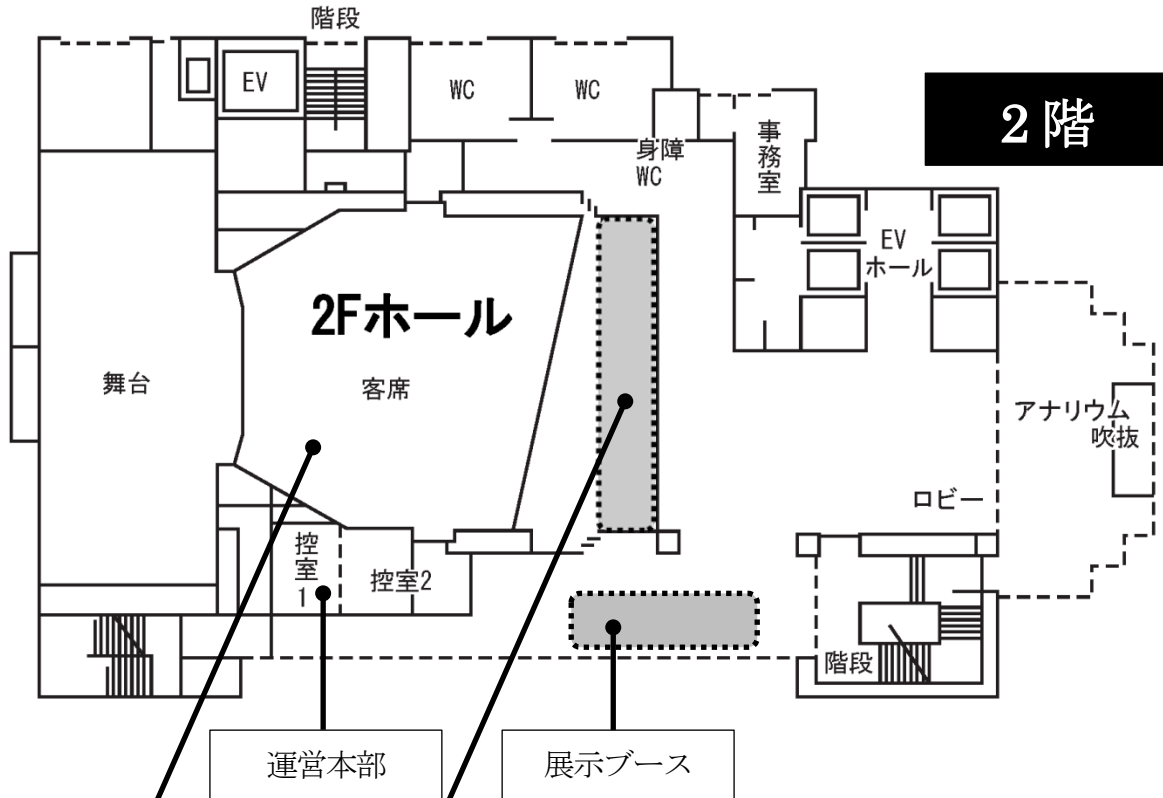 階段
EV
WC
WC
2階
事務室
身障
WC
EV
ホール
2Fホール
舞台
客席
アナリウム
吹抜
ロビー
控室1
控室2
階段
運営本部
展示ブース